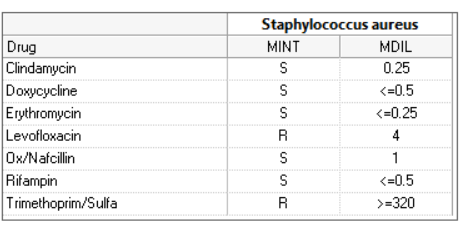 Staphylococcus aureus
Drug MINT MDIL
Clindamycin S 0.25
Doxycycline S <=0.5
Erythromycin S <=0.25
Levofloxacin R 4
Ox/Nafcillin S 1
Rifampin S <=0.5
Trimethoprim/Sulfa R >=320